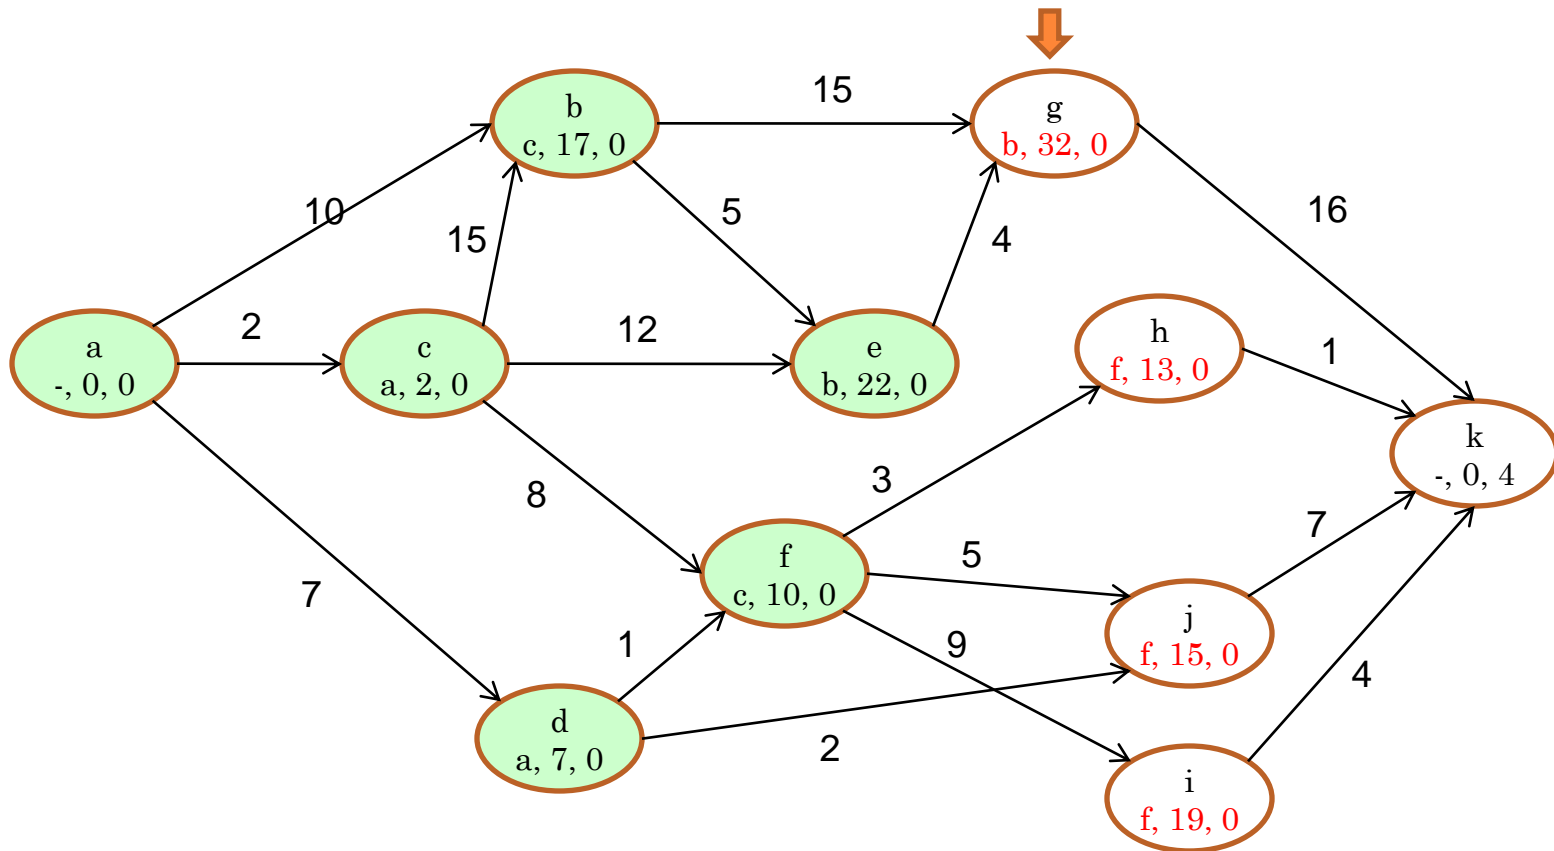 b
c, 17, 0
15
g
b, 32, 0
10
15
5
4
16
a
-, 0, 0
2
c
a, 2, 0
12
e
b, 22, 0
h
f, 13, 0
1
k
-, 0, 4
8
3
7
f
c, 10, 0
5
7
j
f, 15, 0
1
9
4
d
a, 7, 0
2
i
f, 19, 0